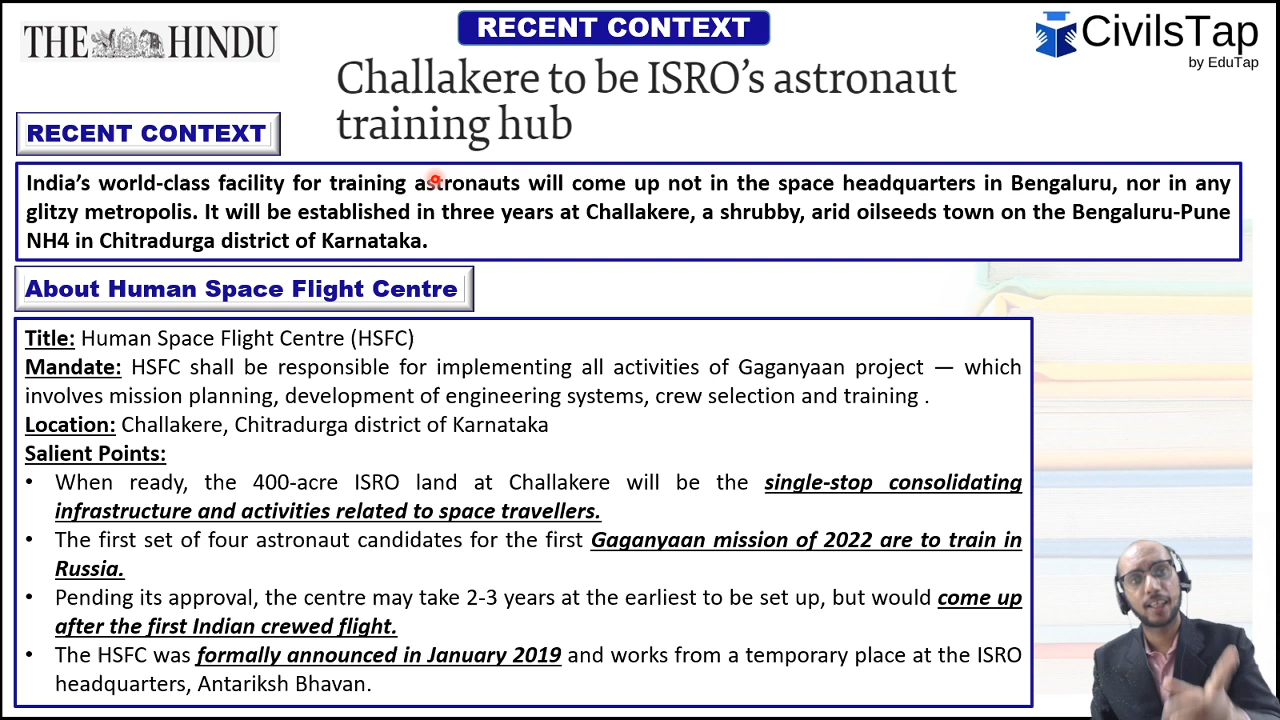 THE HINDU
RECENT CONTEXT
CivilsTap
by EduTap
Challakere to be ISRO’s astronaut
training hub
RECENT CONTEXT
India’s world-class facility for training astronauts will come up not in the space headquarters in Bengaluru, nor in any
glitzy metropolis. It will be established in three years at Challakere, a shrubby, arid oilseeds town on the Bengaluru-Pune
NH4 in Chitradurga district of Karnataka.
About Human Space Flight Centre
Title: Human Space Flight Centre (HSFC)
Mandate: HSFC shall be responsible for implementing all activities of Gaganyaan project — which
involves mission planning, development of engineering systems, crew selection and training .
Location: Challakere, Chitradurga district of Karnataka
Salient Points:
• When ready, the 400-acre ISRO land at Challakere will be the single-stop consolidating
infrastructure and activities related to space travellers.
• The first set of four astronaut candidates for the first Gaganyaan mission of 2022 are to train in
Russia.
• Pending its approval, the centre may take 2-3 years at the earliest to be set up, but would come up
after the first Indian crewed flight.
• The HSFC was formally announced in January 2019 and works from a temporary place at the ISRO
headquarters, Antariksh Bhavan.